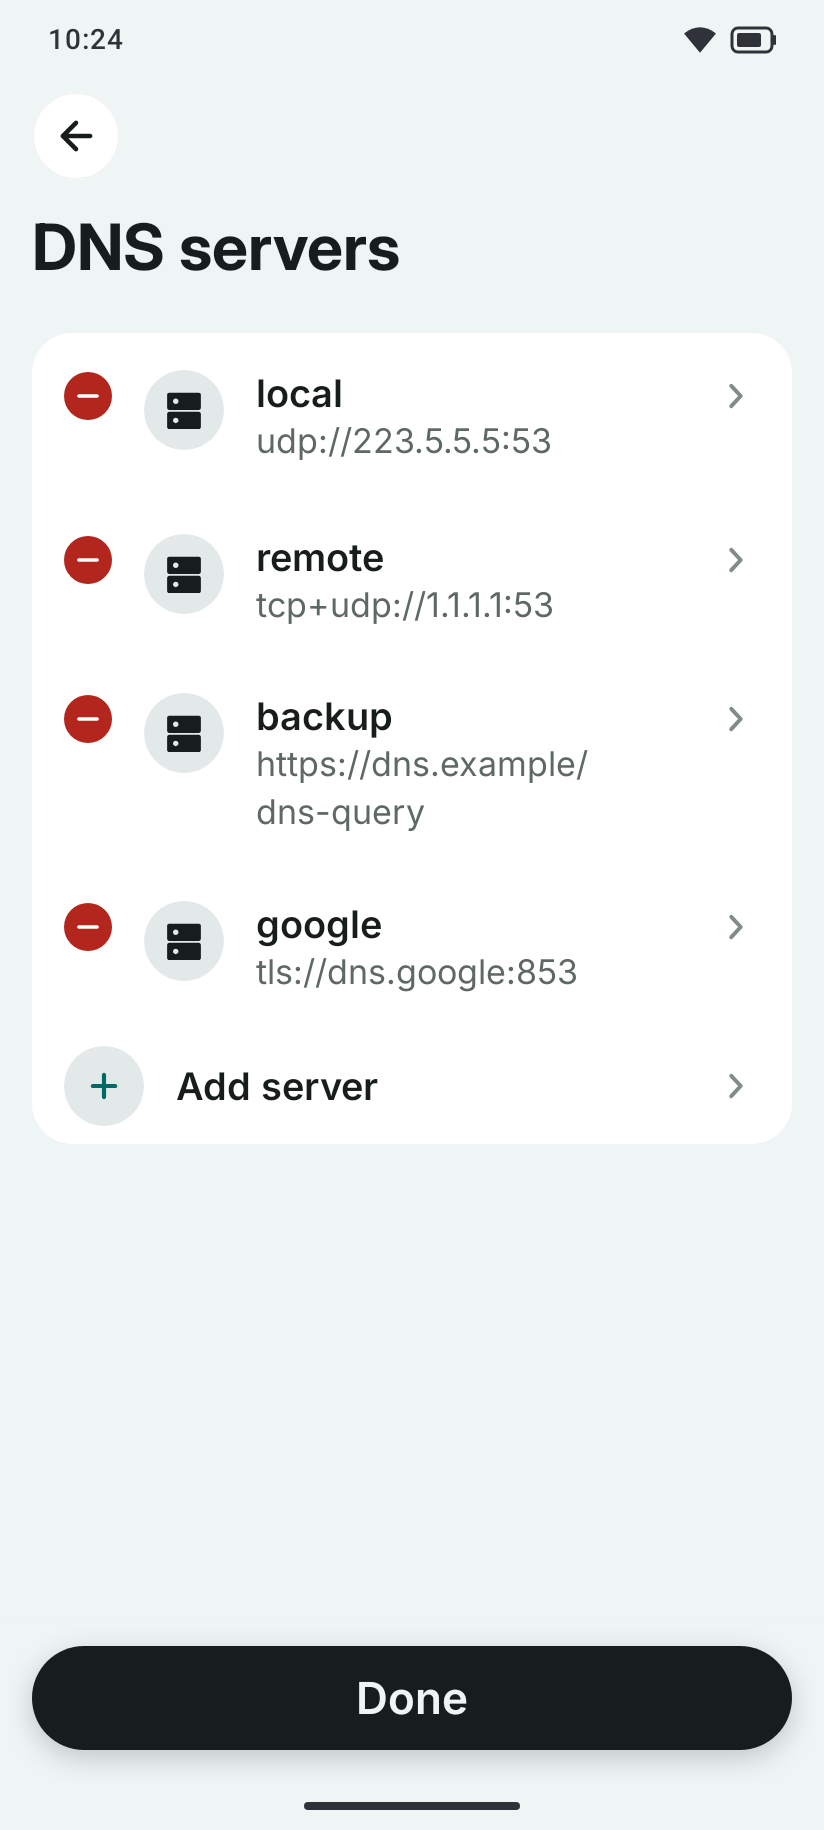 10:24
DNS servers
local
udp://223.5.5.5:53
remote
tcp+udp://1.1.1.1:53
backup
https://dns.example/
dns-query
google
tls://dns.google:853
Add server
Done